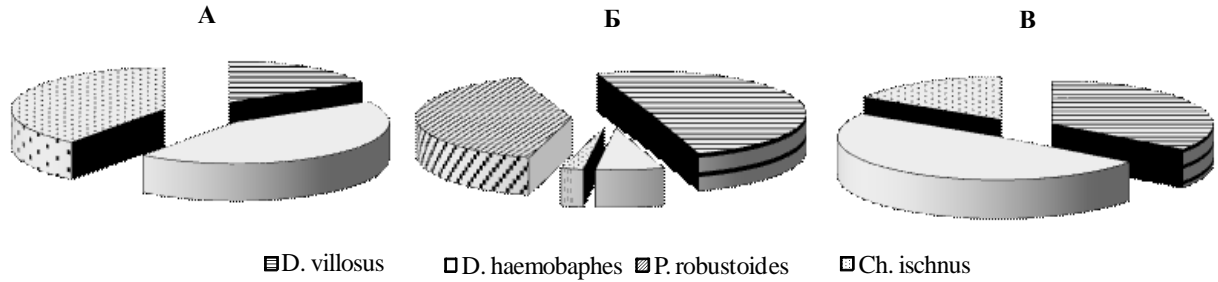 А Б В
D. villosus D. haemobaphes P. robustoides Ch. ischnus